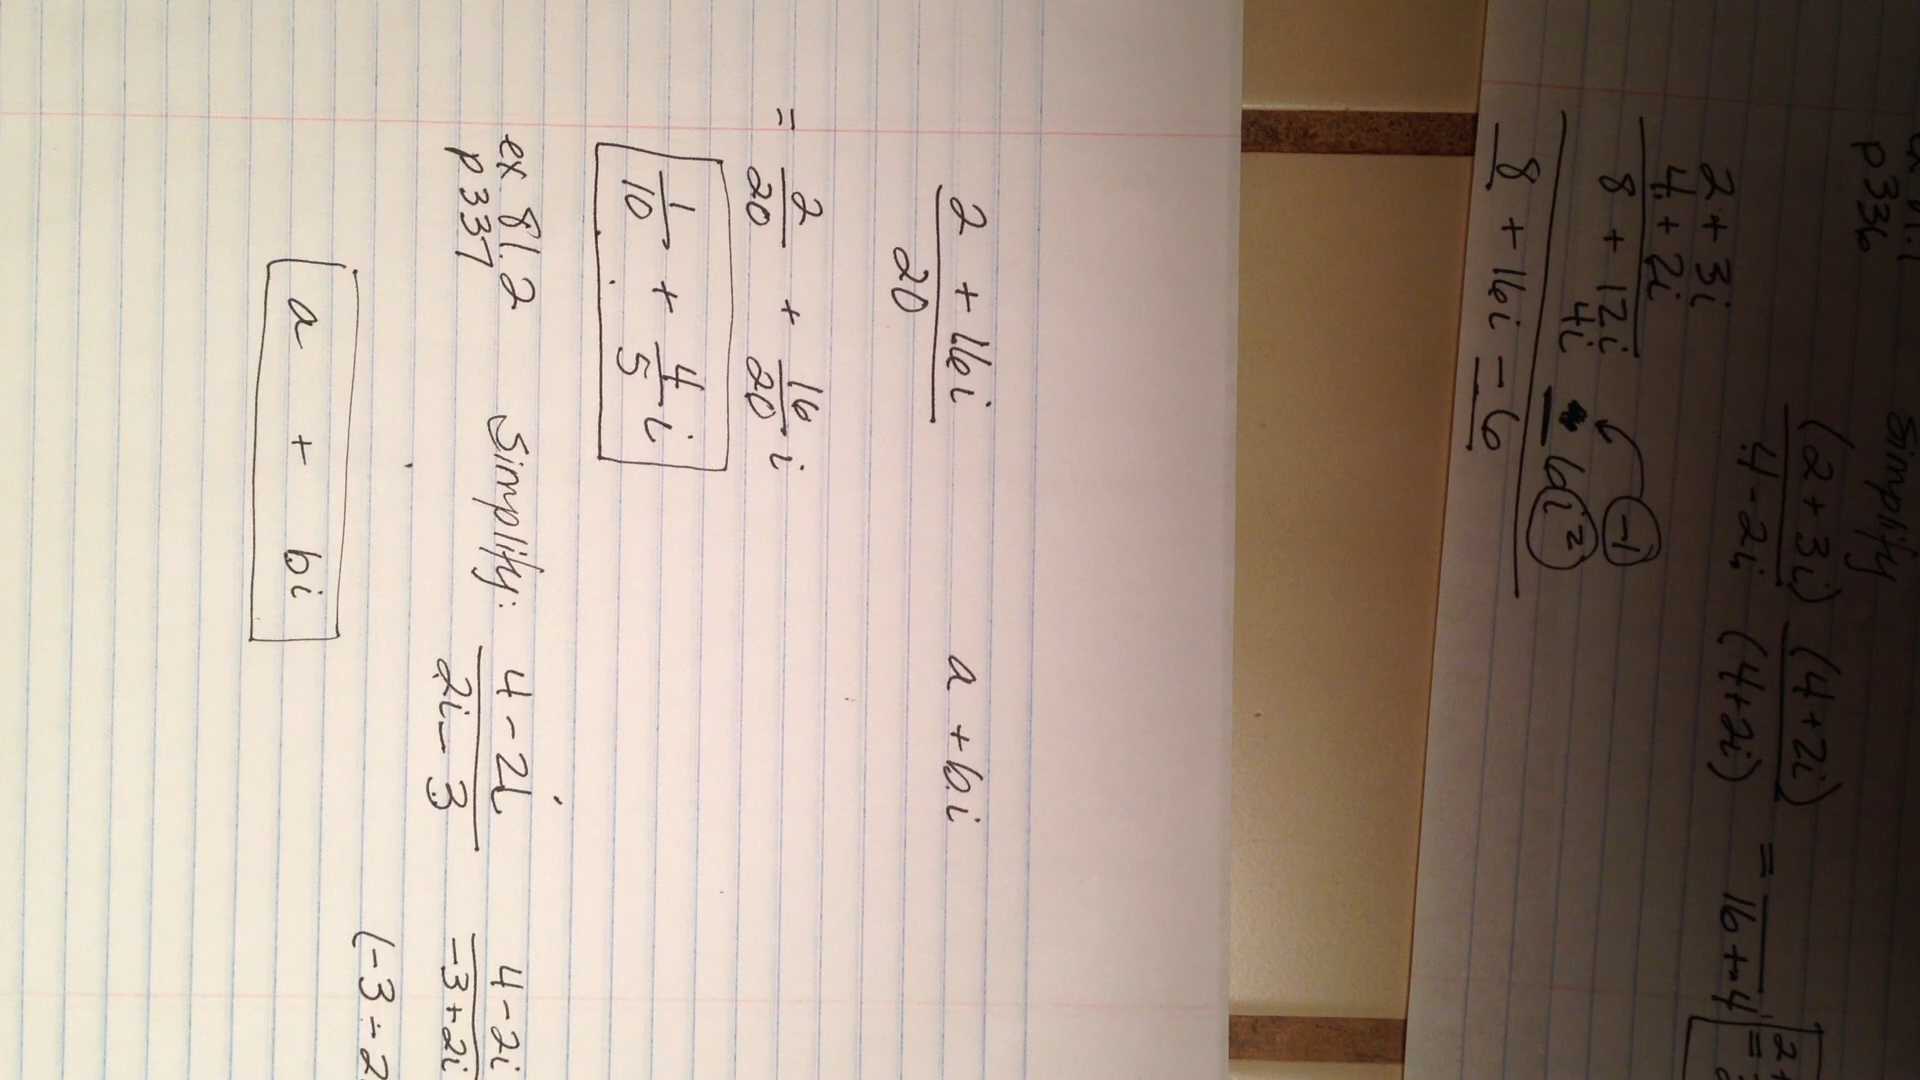 p336
Simplify
(2+3i) (4+2i)
4-2i (4+2i)
= 16+4 =
2+3i
4+2i
8 + 12i
4i 6i²
-1
8 + 16i - 6
2 + 16i
20
a + bi
= 2/20 + 16/20 i
1/10 + 4/5 i
ex 81.2 Simplify: 4-2i 4-2i
p337 2i-3 -3+2i
(-3-2
a + bi